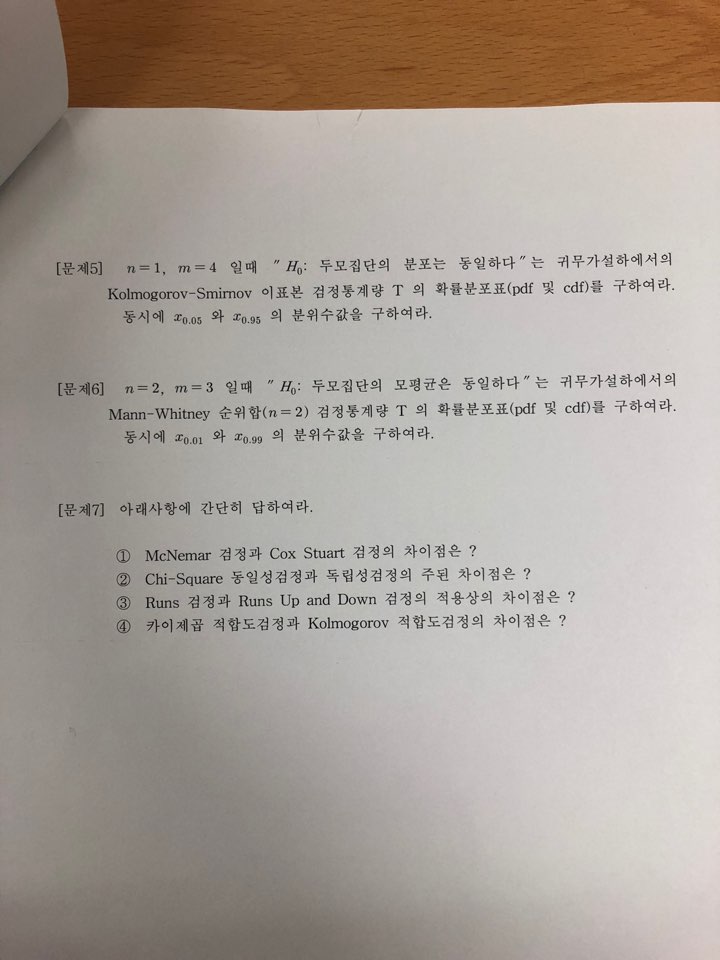 [문제5] n=1, m=4 일때 ″H₀: 두모집단의 분포는 동일하다″는 귀무가설하에서의
Kolmogorov-Smirnov 이표본 검정통계량 T 의 확률분포표(pdf 및 cdf)를 구하여라.
동시에 x₀.₀₅ 와 x₀.₉₅ 의 분위수값을 구하여라.
[문제6] n=2, m=3 일때 ″H₀: 두모집단의 모평균은 동일하다″는 귀무가설하에서의
Mann-Whitney 순위합(n=2) 검정통계량 T 의 확률분포표(pdf 및 cdf)를 구하여라.
동시에 x₀.₀₁ 와 x₀.₉₉ 의 분위수값을 구하여라.
[문제7] 아래사항에 간단히 답하여라.
① McNemar 검정과 Cox Stuart 검정의 차이점은 ?
② Chi-Square 동일성검정과 독립성검정의 주된 차이점은 ?
③ Runs 검정과 Runs Up and Down 검정의 적용상의 차이점은 ?
④ 카이제곱 적합도검정과 Kolmogorov 적합도검정의 차이점은 ?